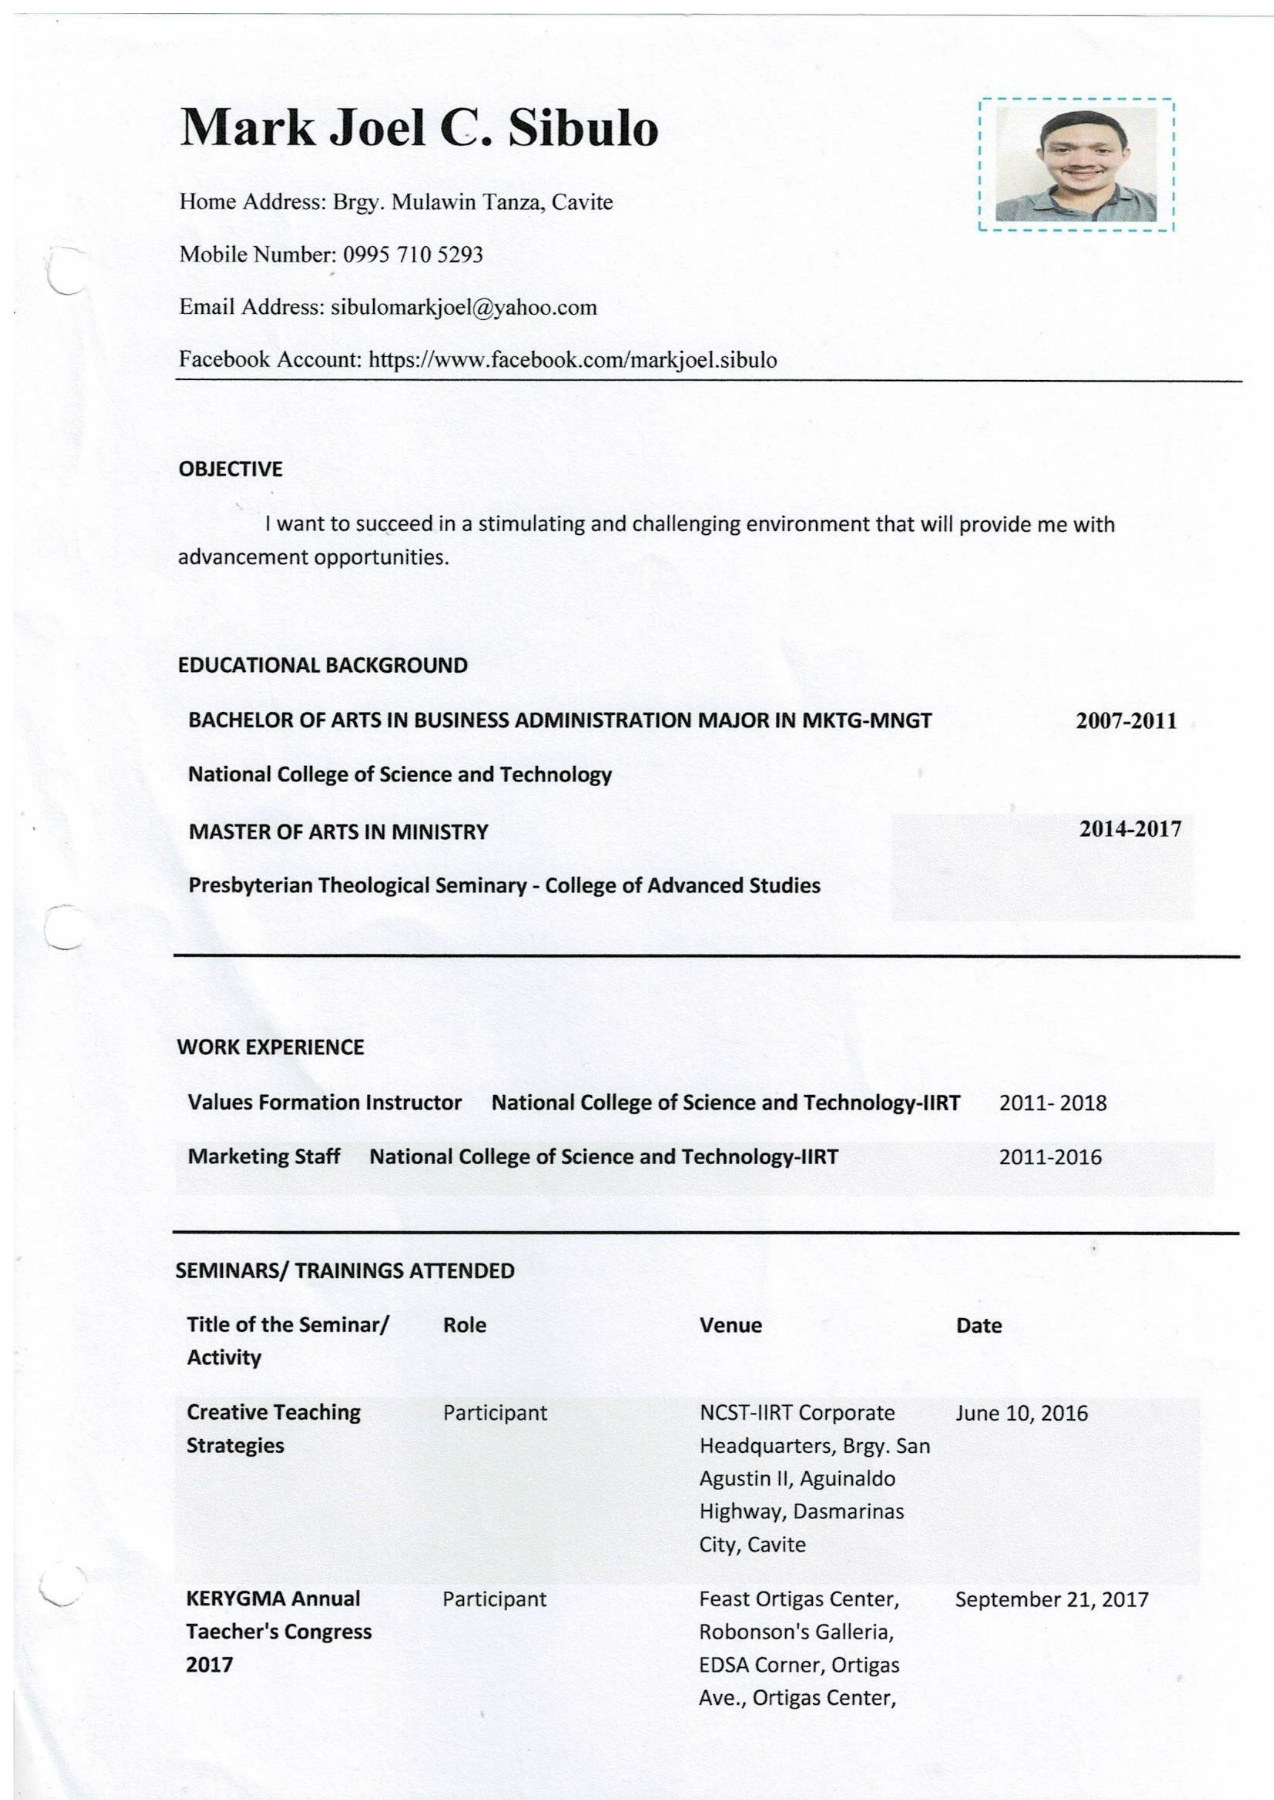 Mark Joel C. Sibulo
Home Address: Brgy. Mulawin Tanza, Cavite
Mobile Number: 0995 710 5293
Email Address: sibulomarkjoel@yahoo.com
Facebook Account: https://www.facebook.com/markjoel.sibulo
OBJECTIVE
I want to succeed in a stimulating and challenging environment that will provide me with
advancement opportunities.
EDUCATIONAL BACKGROUND
BACHELOR OF ARTS IN BUSINESS ADMINISTRATION MAJOR IN MKTG-MNGT 2007-2011
National College of Science and Technology
MASTER OF ARTS IN MINISTRY 2014-2017
Presbyterian Theological Seminary - College of Advanced Studies
WORK EXPERIENCE
Values Formation Instructor National College of Science and Technology-IIRT 2011- 2018
Marketing Staff National College of Science and Technology-IIRT 2011-2016
SEMINARS/ TRAININGS ATTENDED
Title of the Seminar/ Role Venue Date
Activity
Creative Teaching Participant NCST-IIRT Corporate June 10, 2016
Strategies Headquarters, Brgy. San
Agustin II, Aguinaldo
Highway, Dasmarinas
City, Cavite
KERYGMA Annual Participant Feast Ortigas Center, September 21, 2017
Taecher's Congress Robonson's Galleria,
2017 EDSA Corner, Ortigas
Ave., Ortigas Center,